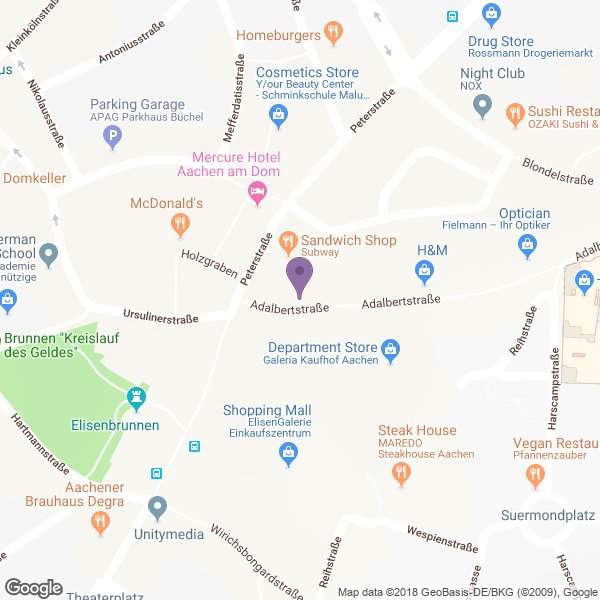 Kleinkölnstraße
Antoniusstraße
Homeburgers
Drug Store
Rossmann Drogeriemarkt
us
Nikolausstraße
Cosmetics Store
Y/our Beauty Center
- Schminkschule Malu...
Night Club
NOX
Parking Garage
APAG Parkhaus Büchel
Mefferdatisstraße
Peterstraße
Sushi Resta
OZAKI Sushi &
Mercure Hotel
Aachen am Dom
Blondelstraße
Domkeller
McDonald's
Optician
Fielmann – Ihr Optiker
erman
School
ademie
nützige
Holzgraben
Peterstraße
Sandwich Shop
Subway
H&M
Adalb
Ursulinerstraße
Adalbertstraße
Adalbertstraße
Brunnen "Kreislauf
des Geldes"
Department Store
Galeria Kaufhof Aachen
Reihstraße
Harscampstraße
Elisenbrunnen
Shopping Mall
ElisenGalerie
Einkaufszentrum
Hartmannstraße
Steak House
MAREDO
Steakhouse Aachen
Vegan Restau
Pfannenzauber
Aachener
Brauhaus Degra
Unitymedia
Suermondplatz
Wirichsbongardstraße
Reihstraße
Wespienstraße
Harsca
asse
Theaterplatz
Google
Map data ©2018 GeoBasis-DE/BKG (©2009), Google